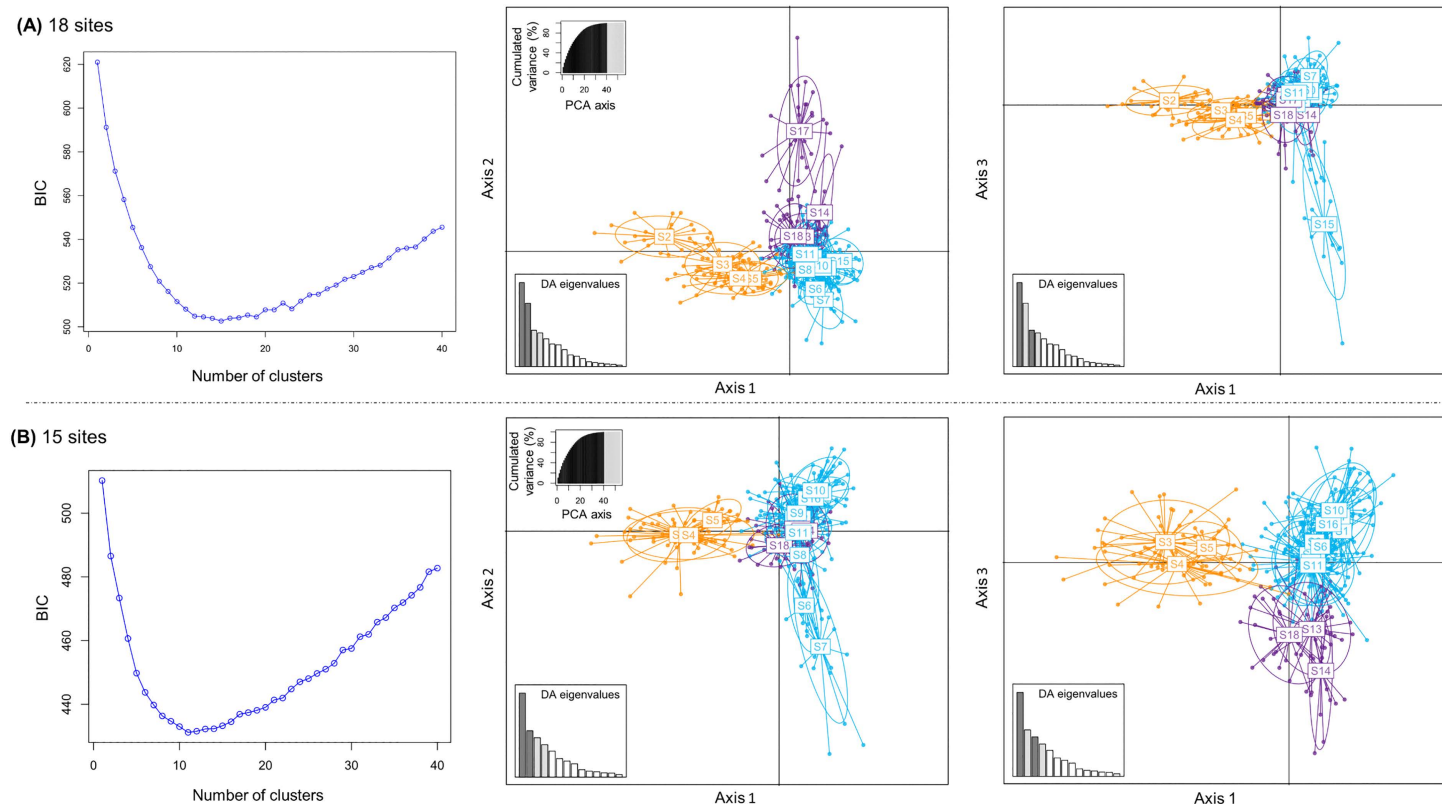 (A) 18 sites
BIC
620
600
580
560
540
520
500
0 10 20 30 40
Number of clusters
Cumulated
variance (%)
0 20 40 60 80
0 20 40
PCA axis
Axis 2
S17
S14
S18
S2
S3
S4
S11
S8
S6
S7
DA eigenvalues
Axis 1
Axis 3
S7
S11
S2
S3
S4
S18
S14
S15
DA eigenvalues
Axis 1
(B) 15 sites
BIC
500
480
460
440
0 10 20 30 40
Number of clusters
Cumulated
variance (%)
0 20 40 60 80
0 20 40
PCA axis
Axis 2
S10
S9
S5
S4
S11
S18
S8
S6
S7
DA eigenvalues
Axis 1
Axis 3
S10
S16
S3
S5
S6
S4
S11
S18
S13
S14
DA eigenvalues
Axis 1